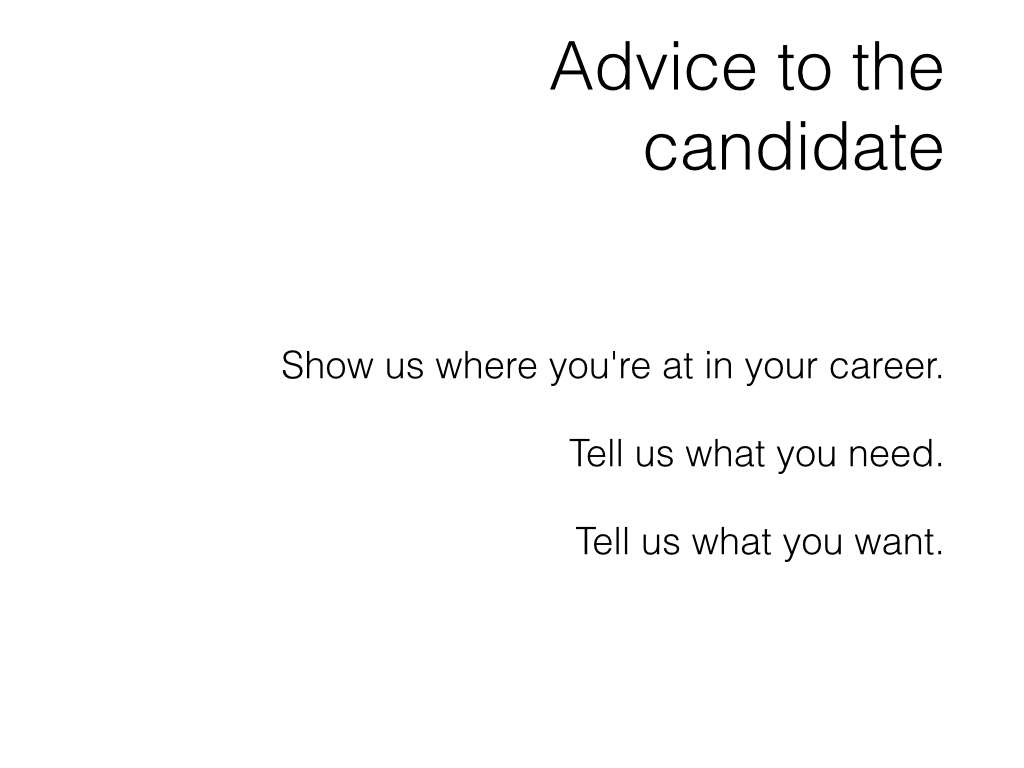 Advice to the
candidate
Show us where you're at in your career.
Tell us what you need.
Tell us what you want.